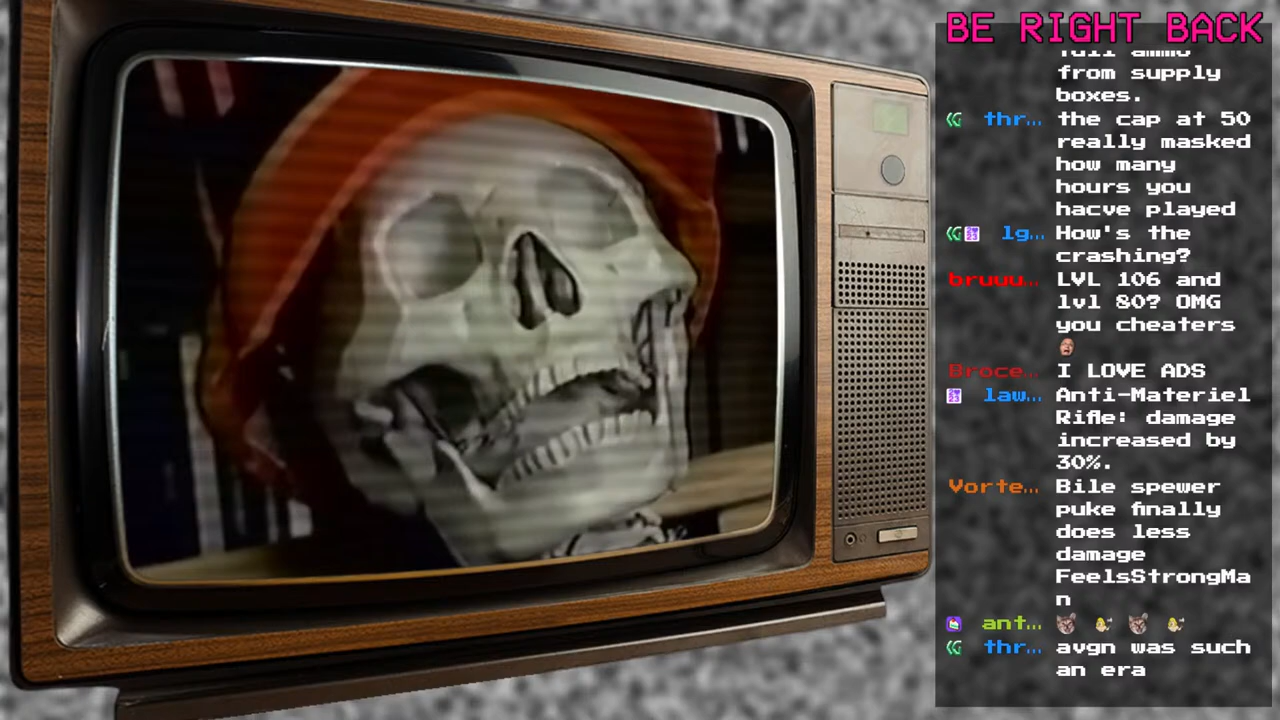 BE RIGHT BACK
full ammo
from supply
boxes.
thr... the cap at 50
really masked
how many
hours you
hacve played
lg... How's the
crashing?
bruuu... LVL 106 and
lvl 80? OMG
you cheaters
Broce... I LOVE ADS
law... Anti-Materiel
Rifle: damage
increased by
30%.
Vorte... Bile spewer
puke finally
does less
damage
FeelsStrongMa
n
ant...
thr... avgn was such
an era